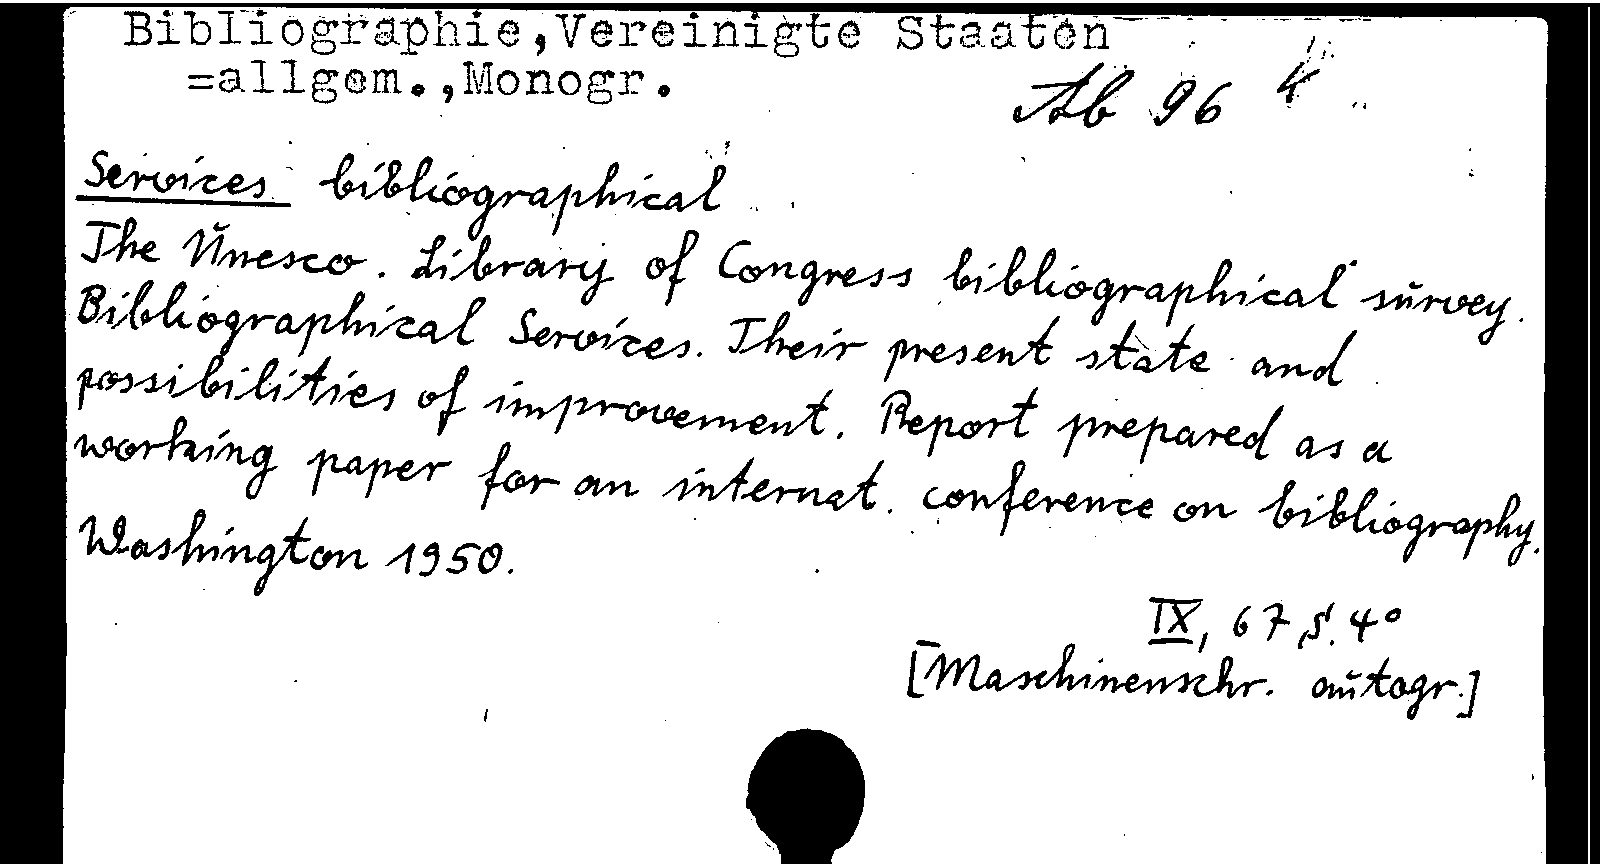 Bibliographie,Vereinigte Staaten
=allgem.,Monogr.
Ab 96 k
Services bibliographical
The Unesco. Library of Congress bibliographical survey.
Bibliographical Services. Their present state and
possibilities of improvement. Report prepared as a
working paper for an internat. conference on bibliography.
Washington 1950.
IX, 67 S. 4°
[Maschinenschr. autogr.]